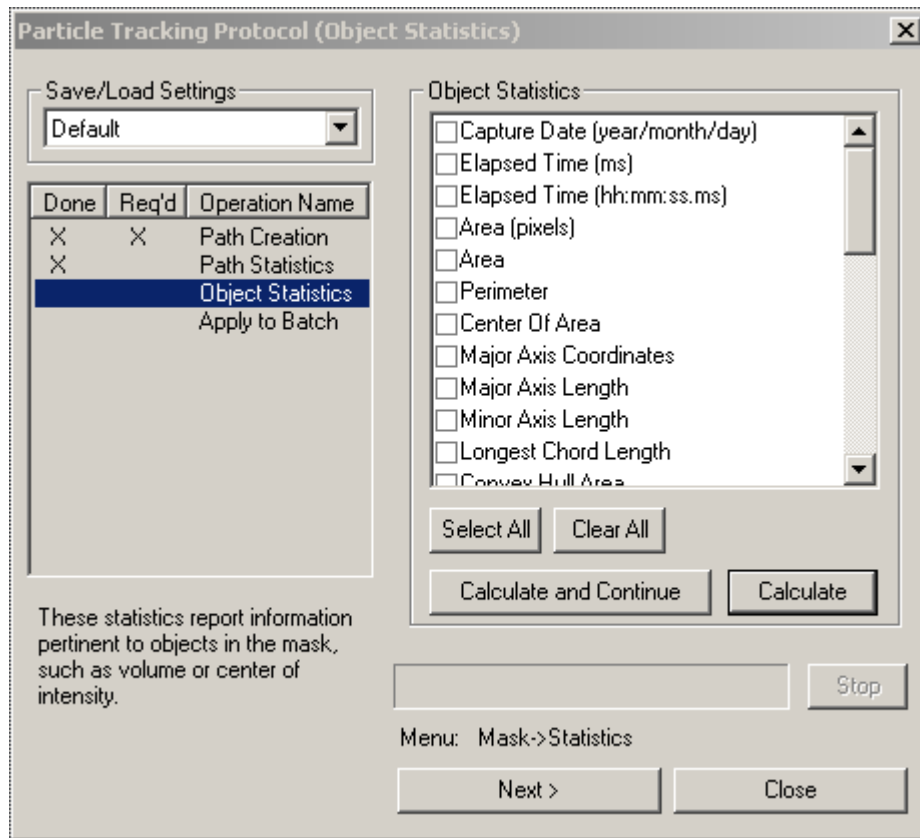 Particle Tracking Protocol (Object Statistics)
Save/Load Settings
Default
Done Req'd Operation Name
X X Path Creation
X Path Statistics
Object Statistics
Apply to Batch
These statistics report information
pertinent to objects in the mask,
such as volume or center of
intensity.
Object Statistics
Capture Date (year/month/day)
Elapsed Time (ms)
Elapsed Time (hh:mm:ss.ms)
Area (pixels)
Area
Perimeter
Center Of Area
Major Axis Coordinates
Major Axis Length
Minor Axis Length
Longest Chord Length
Convex Hull Area
Select All Clear All
Calculate and Continue Calculate
Stop
Menu: Mask->Statistics
Next > Close